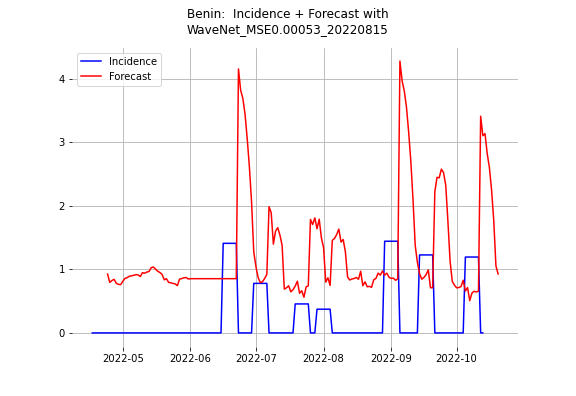 Benin:  Incidence + Forecast with
WaveNet_MSE0.00053_20220815
Incidence
Forecast
4
3
2
1
0
2022-05 2022-06 2022-07 2022-08 2022-09 2022-10